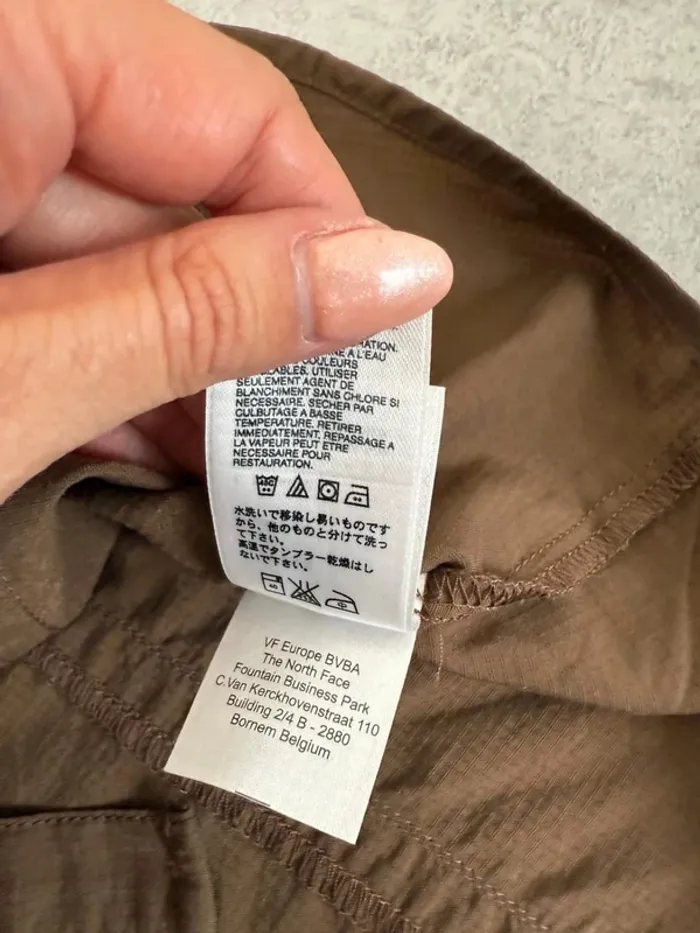 RATION.
E A L'EAU
COULEURS
CABLES. UTILISER
SEULEMENT AGENT DE
BLANCHIMENT SANS CHLORE SI
NECESSAIRE. SECHER PAR
CULBUTAGE A BASSE
TEMPERATURE. RETIRER
IMMEDIATEMENT. REPASSAGE A
LA VAPEUR PEUT ETRE
NECESSAIRE POUR
RESTAURATION.
水洗いで移染し易いものです
から、他のものと分けて洗っ
て下さい。
高温でタンブラー乾燥はし
ないで下さい。
40
VF Europe BVBA
The North Face
Fountain Business Park
C.Van Kerckhovenstraat 110
Building 2/4 B - 2880
Bornem Belgium